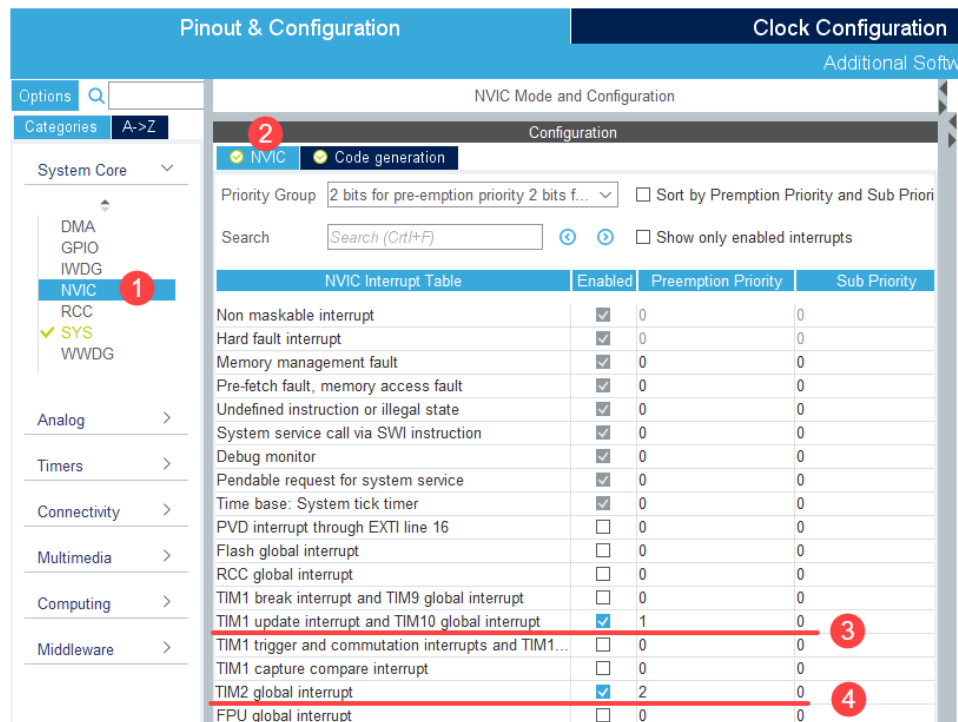 Pinout & Configuration
Clock Configuration
Additional Softw
Options
NVIC Mode and Configuration
Categories A->Z
Configuration
2
NVIC Code generation
System Core
Priority Group 2 bits for pre-emption priority 2 bits f... Sort by Premption Priority and Sub Priori
Search Search (Crtl+F) Show only enabled interrupts
DMA
GPIO
IWDG
NVIC 1
RCC
SYS
WWDG
Analog
Timers
Connectivity
Multimedia
Computing
Middleware
NVIC Interrupt Table Enabled Preemption Priority Sub Priority
Non maskable interrupt 0 0
Hard fault interrupt 0 0
Memory management fault 0 0
Pre-fetch fault, memory access fault 0 0
Undefined instruction or illegal state 0 0
System service call via SWI instruction 0 0
Debug monitor 0 0
Pendable request for system service 0 0
Time base: System tick timer 0 0
PVD interrupt through EXTI line 16 0 0
Flash global interrupt 0 0
RCC global interrupt 0 0
TIM1 break interrupt and TIM9 global interrupt 0 0
TIM1 update interrupt and TIM10 global interrupt 1 0
3
TIM1 trigger and commutation interrupts and TIM1... 0 0
TIM1 capture compare interrupt 0 0
TIM2 global interrupt 2 0
4
FPU global interrupt 0 0